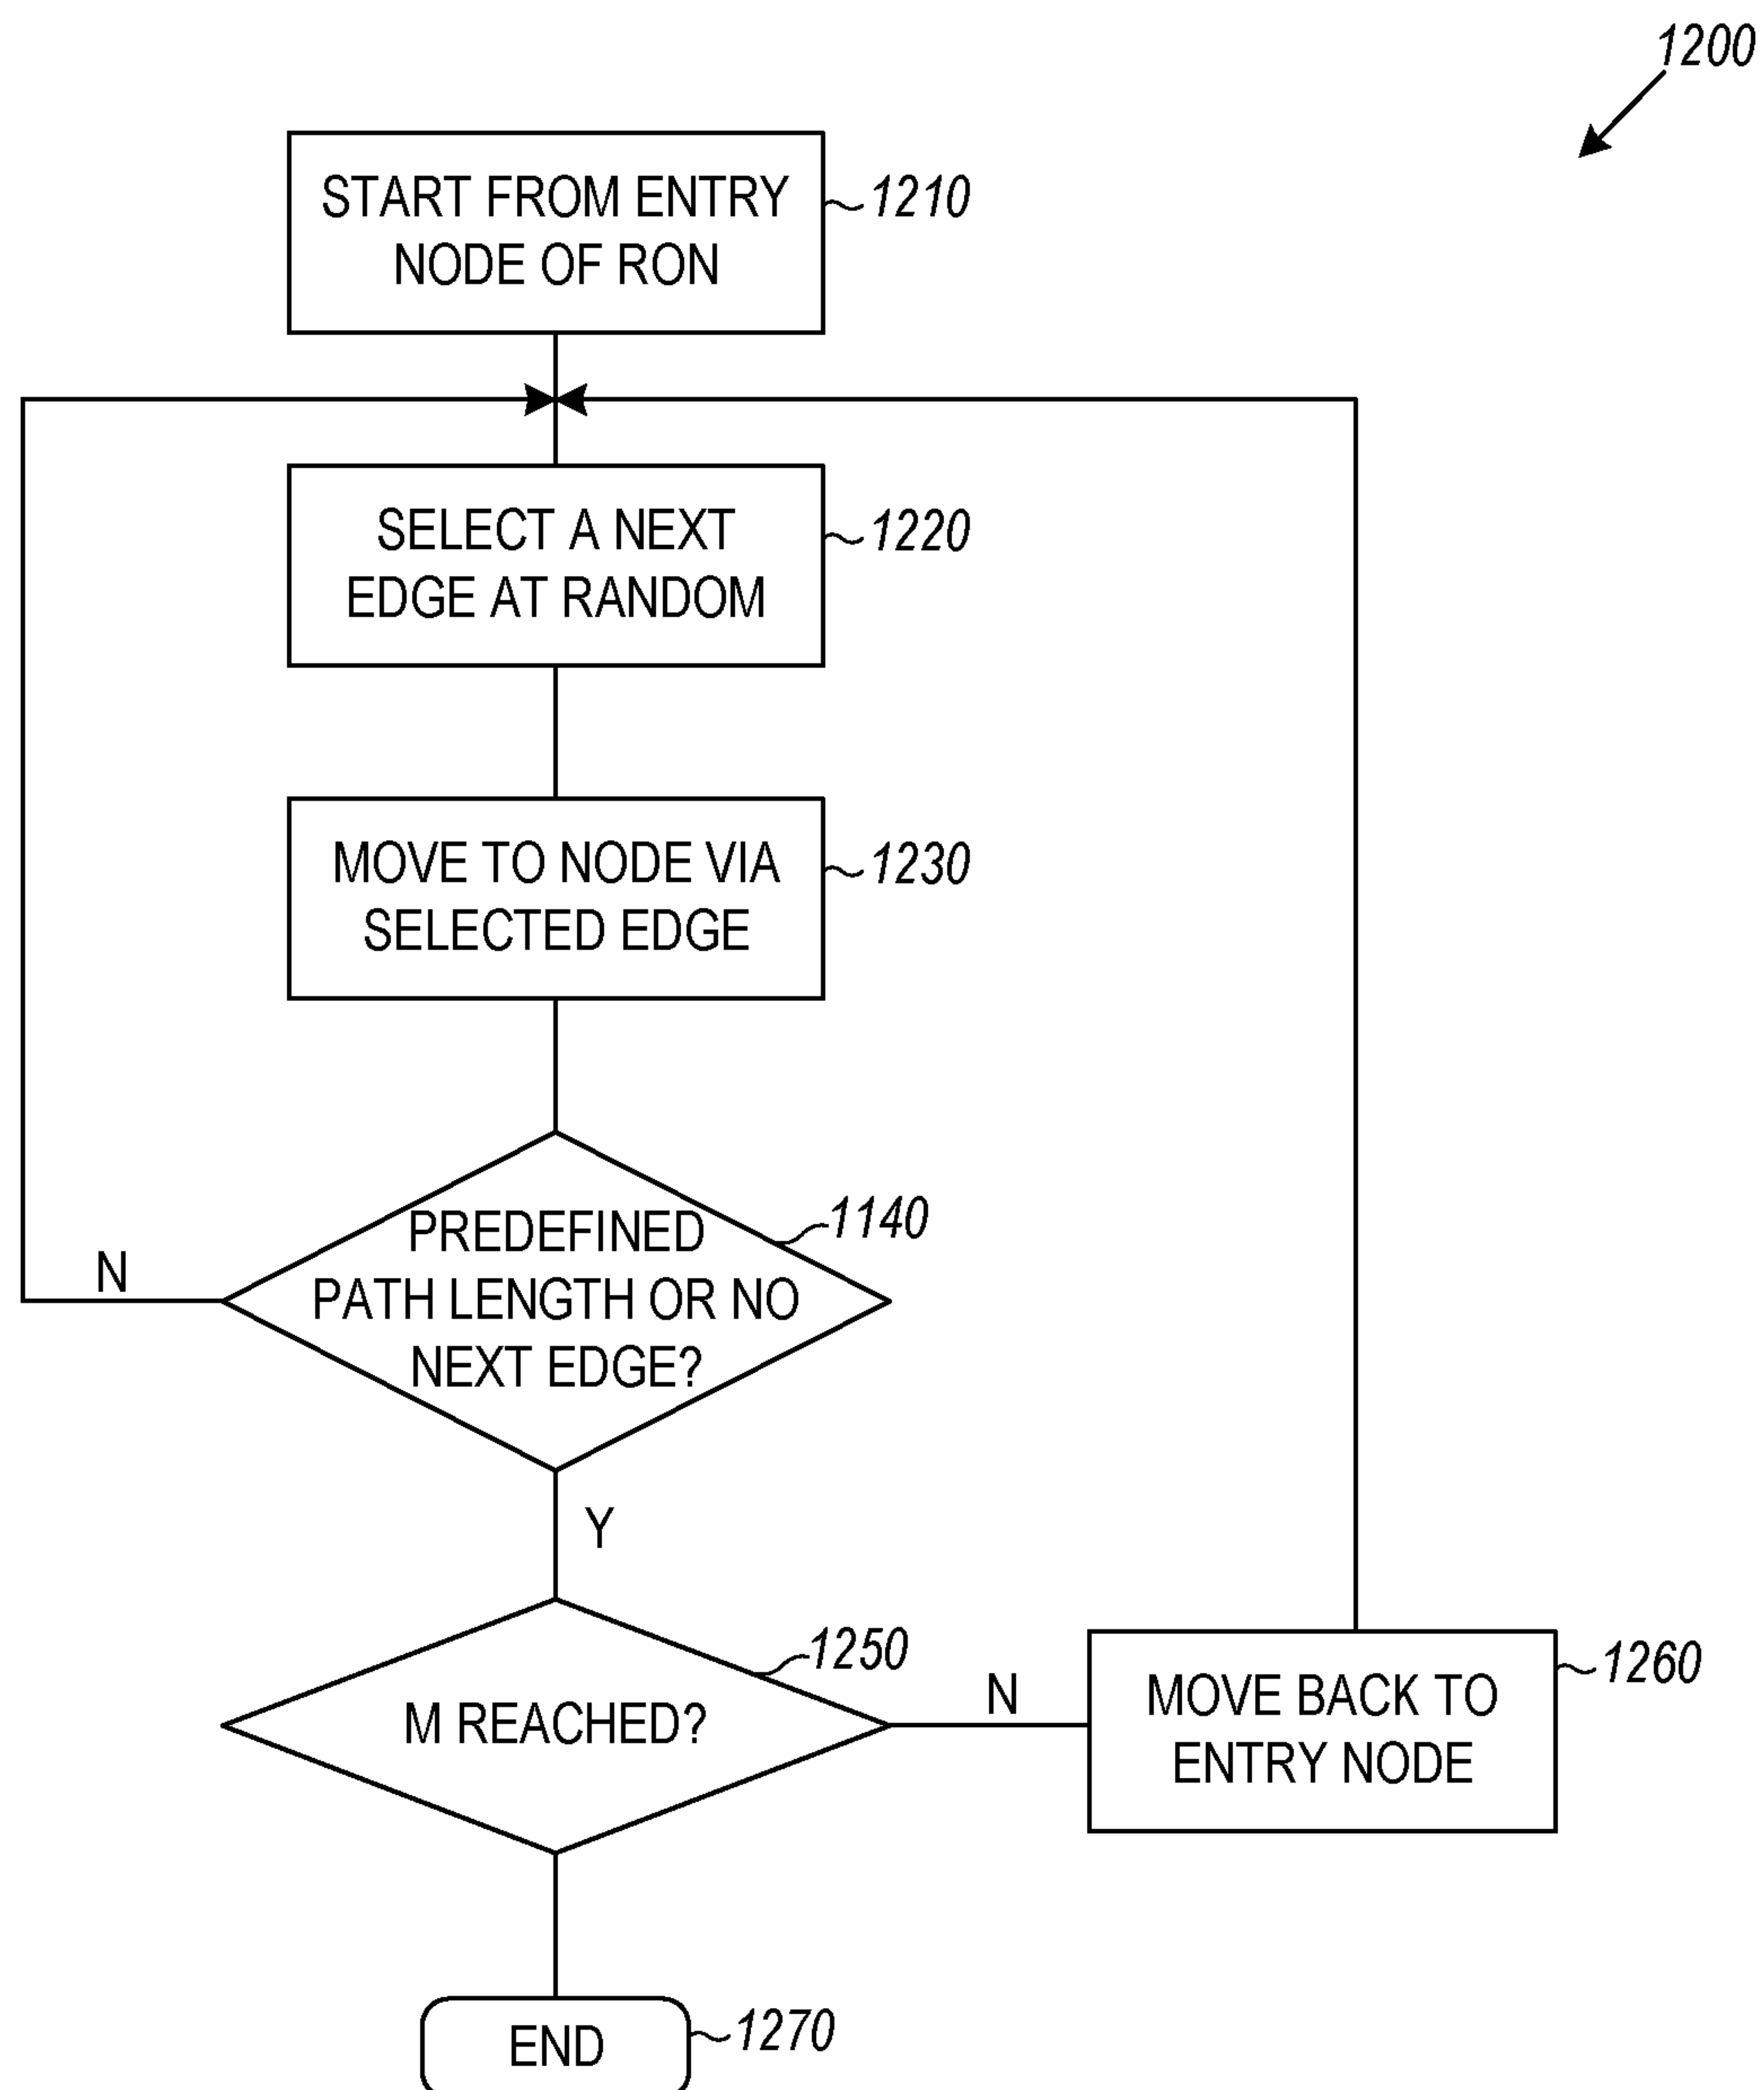 1200
START FROM ENTRY
NODE OF RON
1210
SELECT A NEXT
EDGE AT RANDOM
1220
MOVE TO NODE VIA
SELECTED EDGE
1230
PREDEFINED
PATH LENGTH OR NO
NEXT EDGE?
1140
N
Y
M REACHED?
1250
N
MOVE BACK TO
ENTRY NODE
1260
END
1270